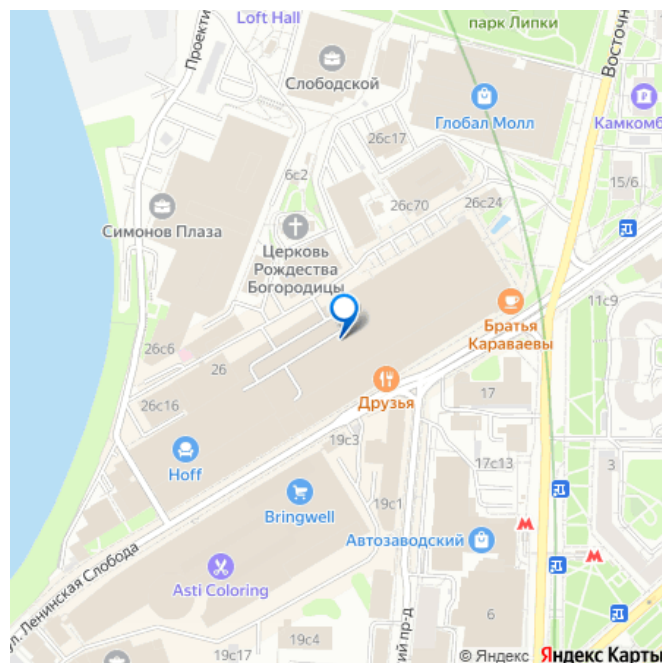 парк Липки
Loft Hall
Проекти
Восточн
Слободской
Глобал Молл
Камкомб
26с17
15/6
6с2
26с70
26с24
Симонов Плаза
Церковь
Рождества
Богородицы
11с9
Братья
Караваевы
26с6
26
Друзья
17
26с16
19с3
Hoff
17с13
3
Bringwell
19с1
Автозаводский
ул. Ленинская Слобода
Asti Coloring
кий пр-д
6
19с4
19с17
© Яндекс Яндекс Карты